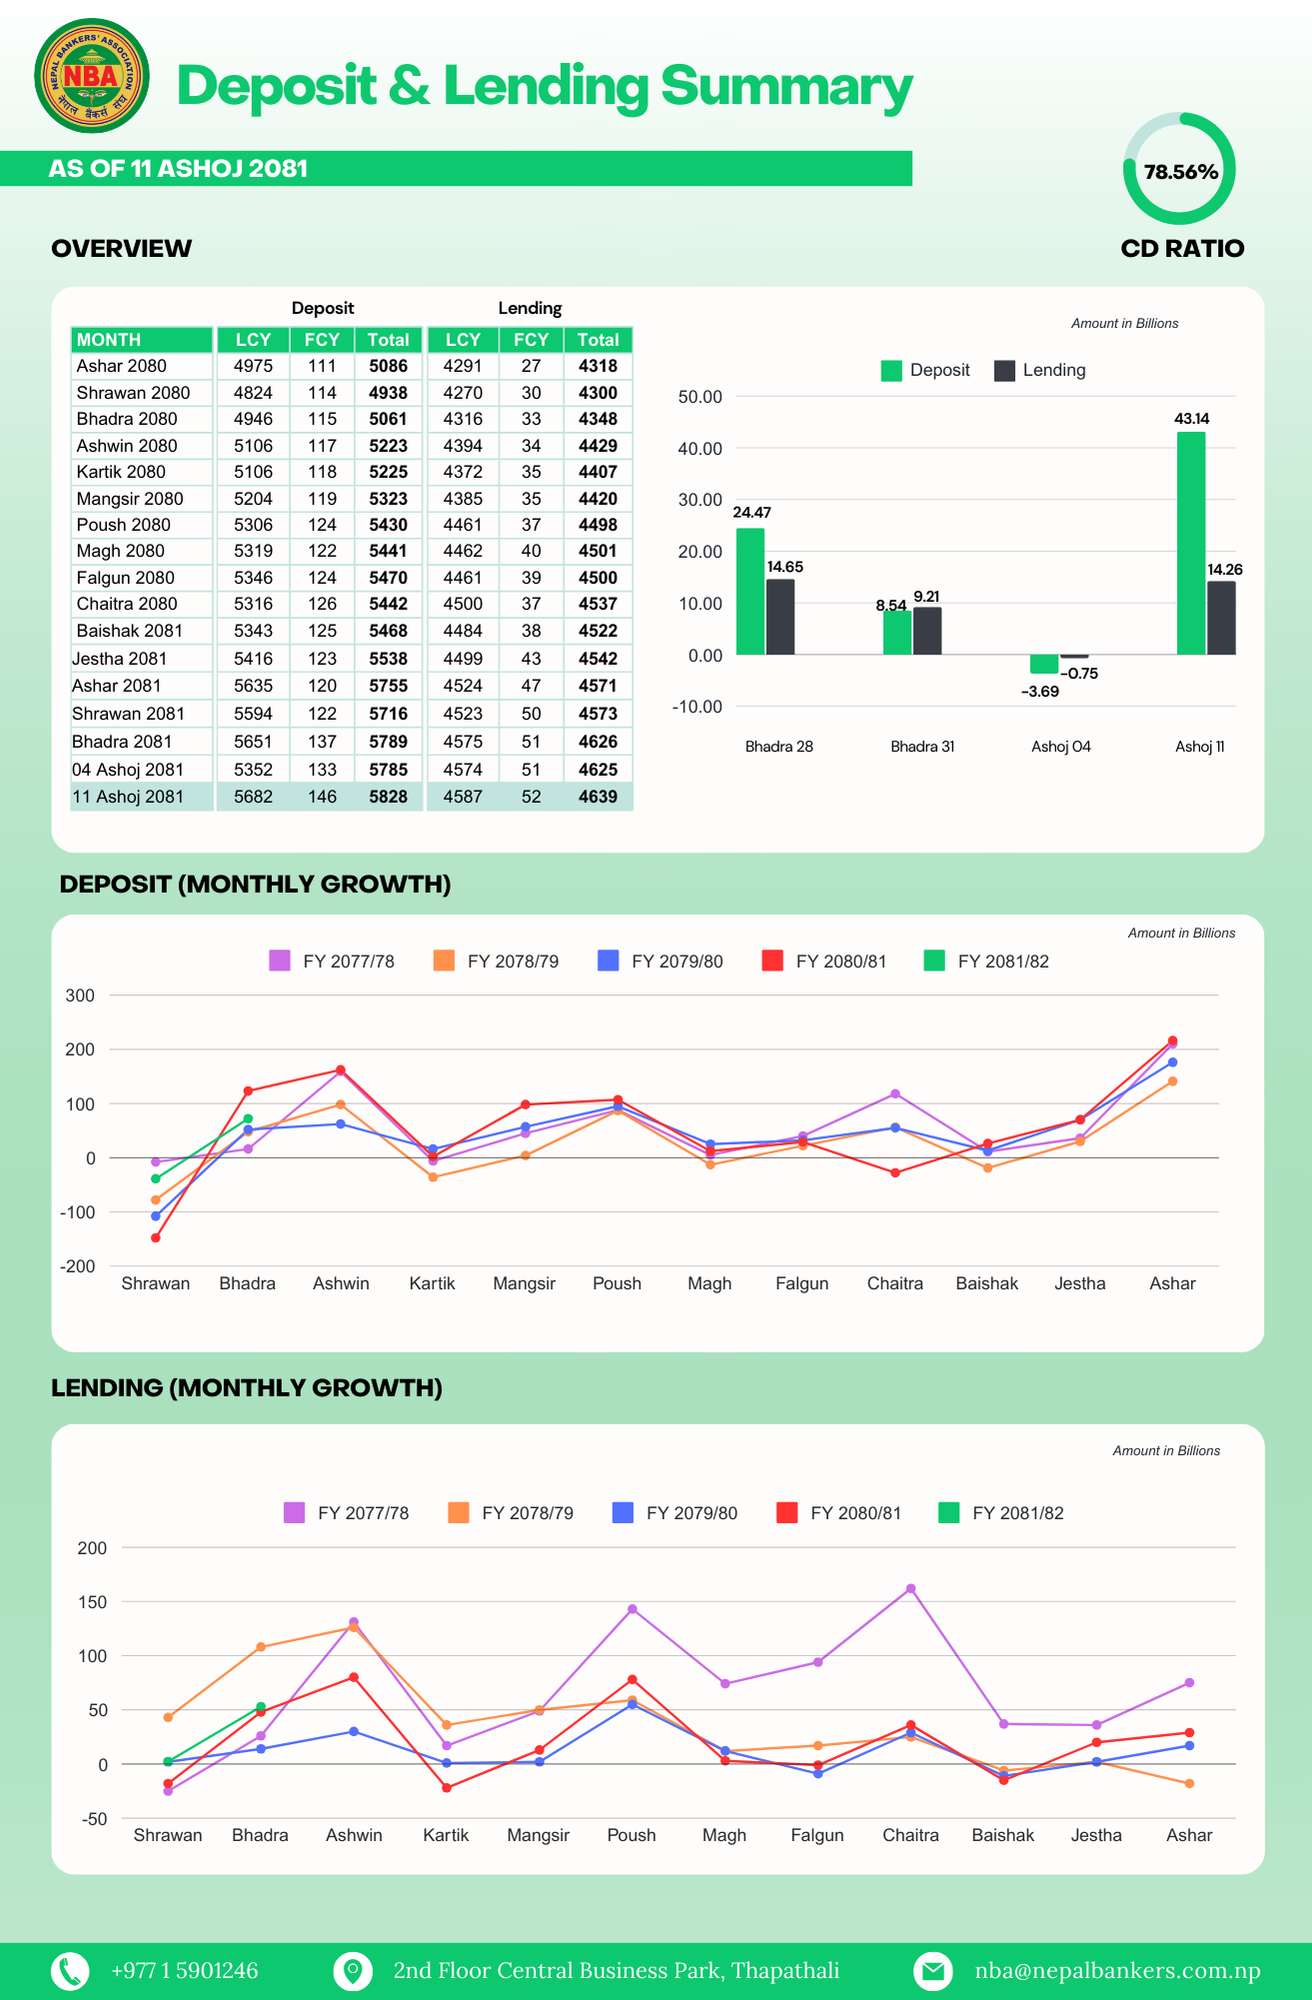 NEPAL BANKERS' ASSOCIATION
NBA
नेपाल बैंकर्स संघ
Deposit & Lending Summary
AS OF 11 ASHOJ 2081
78.56%
CD RATIO
OVERVIEW
Deposit Lending
MONTH LCY FCY Total LCY FCY Total
Ashar 2080 4975 111 5086 4291 27 4318
Shrawan 2080 4824 114 4938 4270 30 4300
Bhadra 2080 4946 115 5061 4316 33 4348
Ashwin 2080 5106 117 5223 4394 34 4429
Kartik 2080 5106 118 5225 4372 35 4407
Mangsir 2080 5204 119 5323 4385 35 4420
Poush 2080 5306 124 5430 4461 37 4498
Magh 2080 5319 122 5441 4462 40 4501
Falgun 2080 5346 124 5470 4461 39 4500
Chaitra 2080 5316 126 5442 4500 37 4537
Baishak 2081 5343 125 5468 4484 38 4522
Jestha 2081 5416 123 5538 4499 43 4542
Ashar 2081 5635 120 5755 4524 47 4571
Shrawan 2081 5594 122 5716 4523 50 4573
Bhadra 2081 5651 137 5789 4575 51 4626
04 Ashoj 2081 5352 133 5785 4574 51 4625
11 Ashoj 2081 5682 146 5828 4587 52 4639
Amount in Billions
Deposit Lending
50.00
40.00
30.00
20.00
10.00
0.00
-10.00
24.47
14.65
8.54
9.21
-3.69
-0.75
43.14
14.26
Bhadra 28 Bhadra 31 Ashoj 04 Ashoj 11
DEPOSIT (MONTHLY GROWTH)
Amount in Billions
FY 2077/78 FY 2078/79 FY 2079/80 FY 2080/81 FY 2081/82
300
200
100
0
-100
-200
Shrawan Bhadra Ashwin Kartik Mangsir Poush Magh Falgun Chaitra Baishak Jestha Ashar
LENDING (MONTHLY GROWTH)
Amount in Billions
FY 2077/78 FY 2078/79 FY 2079/80 FY 2080/81 FY 2081/82
200
150
100
50
0
-50
Shrawan Bhadra Ashwin Kartik Mangsir Poush Magh Falgun Chaitra Baishak Jestha Ashar
+977 1 5901246
2nd Floor Central Business Park, Thapathali
nba@nepalbankers.com.np